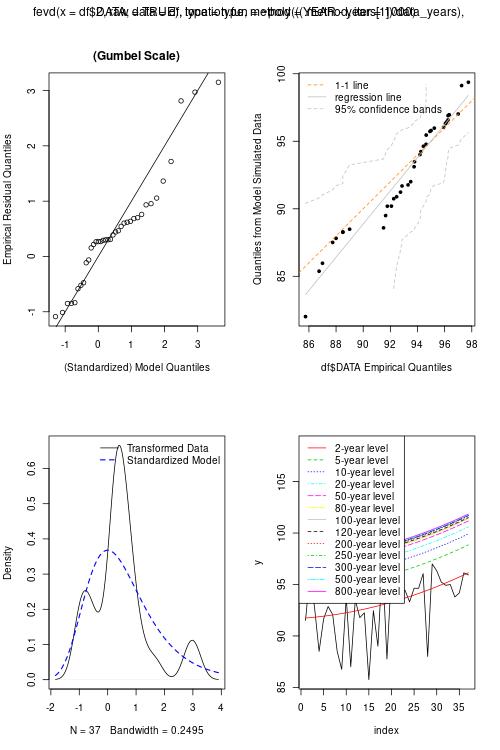 (Gumbel Scale)
Empirical Residual Quantiles
-1 0 1 2 3
-1 0 1 2 3
(Standardized) Model Quantiles
Quantiles from Model Simulated Data
85 90 95 100
1-1 line
regression line
95% confidence bands
86 88 90 92 94 96 98
df$DATA Empirical Quantiles
Density
0.0 0.1 0.2 0.3 0.4 0.5 0.6
Transformed Data
Standardized Model
-2 -1 0 1 2 3 4
N = 37 Bandwidth = 0.2495
y
85 90 95 100 105
2-year level
5-year level
10-year level
20-year level
50-year level
80-year level
100-year level
120-year level
200-year level
250-year level
300-year level
500-year level
800-year level
0 5 10 15 20 25 30 35
index